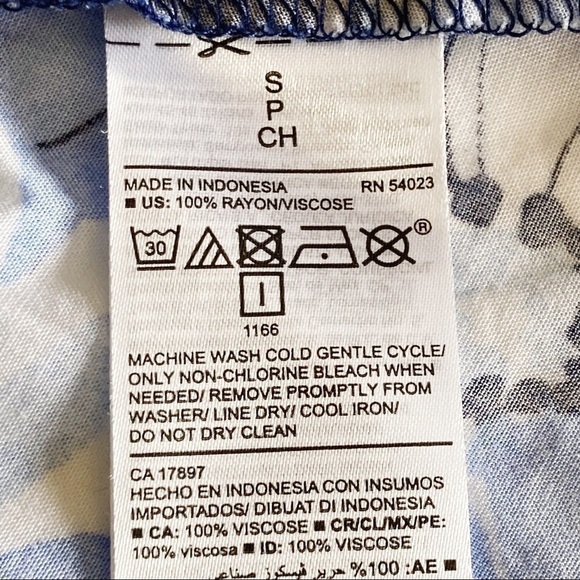 S
P
CH
MADE IN INDONESIA RN 54023
■ US: 100% RAYON/VISCOSE
30
®
1166
MACHINE WASH COLD GENTLE CYCLE/
ONLY NON-CHLORINE BLEACH WHEN
NEEDED/ REMOVE PROMPTLY FROM
WASHER/ LINE DRY/ COOL IRON/
DO NOT DRY CLEAN
CA 17897
HECHO EN INDONESIA CON INSUMOS
IMPORTADOS/ DIBUAT DI INDONESIA
■ CA: 100% VISCOSE ■ CR/CL/MX/PE:
100% viscosa ■ ID: 100% VISCOSE
■ AE: 100% حرير فيسكوز صناعي